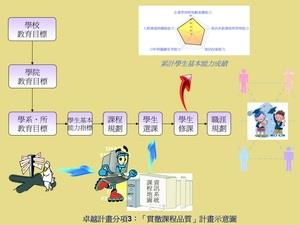 學校
教育目標
學院
教育目標
累計學生基本能力成績
學系、所
教育目標
學生基本
能力指標
課程
規劃
學生
選課
學生
修課
職涯
規劃
資訊系統
課程地圖
卓越計畫分項3：「貫徹課程品質」計畫示意圖